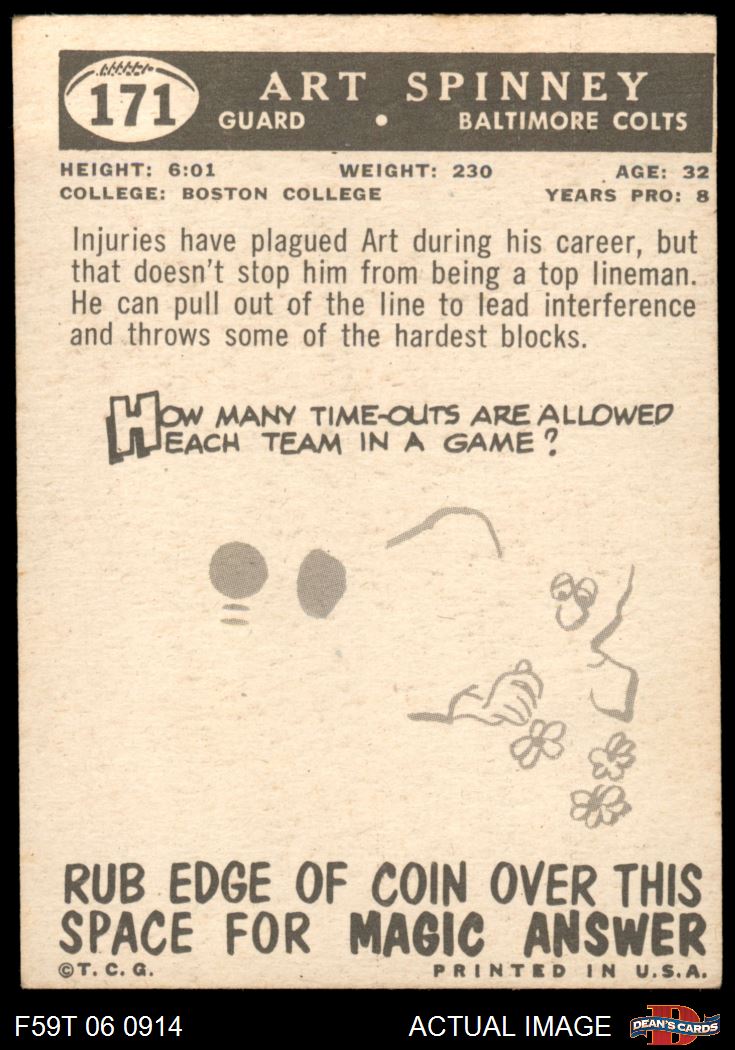 171
ART SPINNEY
GUARD • BALTIMORE COLTS
HEIGHT: 6:01 WEIGHT: 230 AGE: 32
COLLEGE: BOSTON COLLEGE YEARS PRO: 8
Injuries have plagued Art during his career, but
that doesn't stop him from being a top lineman.
He can pull out of the line to lead interference
and throws some of the hardest blocks.
HOW MANY TIME-OUTS ARE ALLOWED
EACH TEAM IN A GAME?
RUB EDGE OF COIN OVER THIS
SPACE FOR MAGIC ANSWER
©T. C. G. PRINTED IN U.S.A.
F59T 06 0914 ACTUAL IMAGE D DEAN'S CARDS